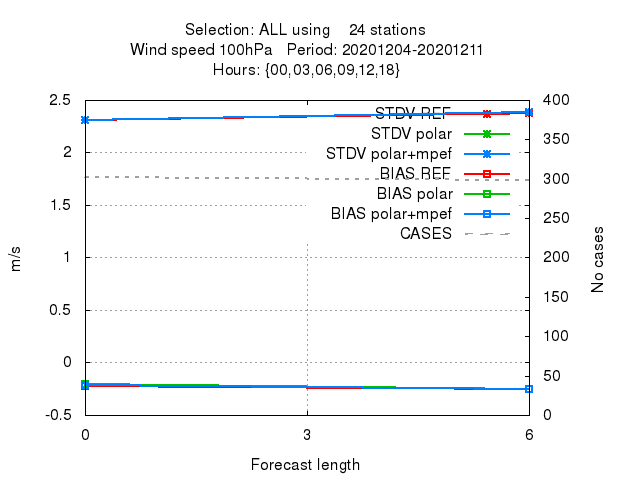 Selection: ALL using 24 stations
Wind speed 100hPa Period: 20201204-20201211
Hours: {00,03,06,09,12,18}
2.5
2
1.5
1
0.5
0
-0.5
m/s
400
350
300
250
200
150
100
50
0
No cases
STDV REF
STDV polar
STDV polar+mpef
BIAS REF
BIAS polar
BIAS polar+mpef
CASES
0 3 6
Forecast length